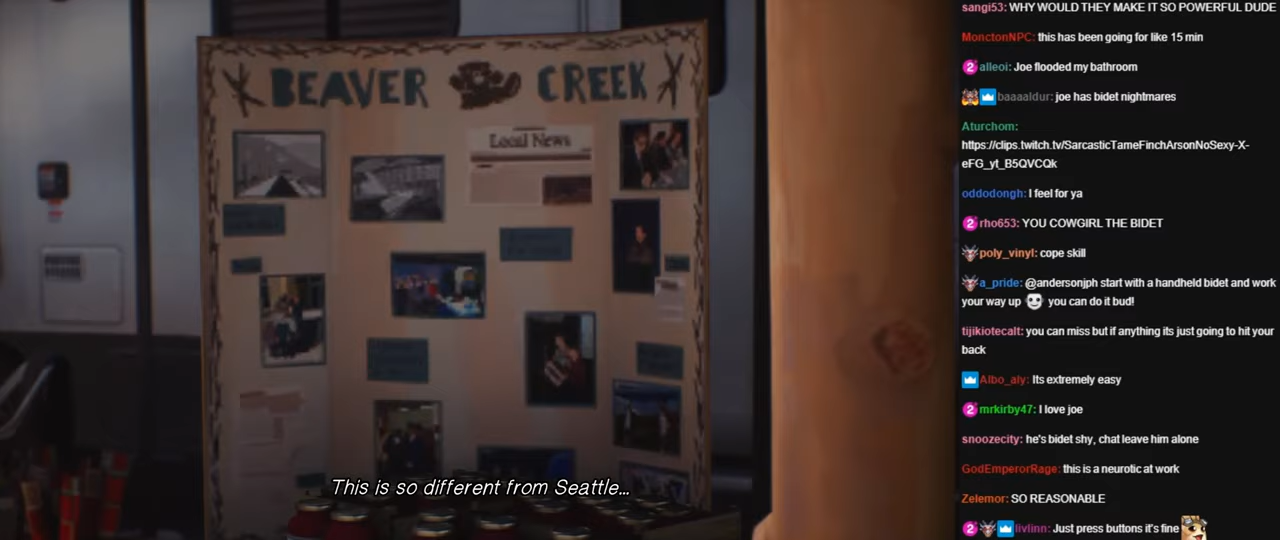 BEAVER CREEK
Local News
This is so different from Seattle...
sangi53: WHY WOULD THEY MAKE IT SO POWERFUL DUDE
MonctonNPC: this has been going for like 15 min
2 alleoi: Joe flooded my bathroom
baaaaldur: joe has bidet nightmares
Aturchom:
https://clips.twitch.tv/SarcasticTameFinchArsonNoSexy-X-
eFG_yt_B5QVCQk
oddodongh: I feel for ya
2 rho653: YOU COWGIRL THE BIDET
poly_vinyl: cope skill
a_pride: @andersonjph start with a handheld bidet and work
your way up you can do it bud!
tijikiotecalt: you can miss but if anything its just going to hit your
back
Albo_aly: Its extremely easy
2 mrkirby47: I love joe
snoozecity: he's bidet shy, chat leave him alone
GodEmperorRage: this is a neurotic at work
Zelemor: SO REASONABLE
2 livlinn: Just press buttons it's fine